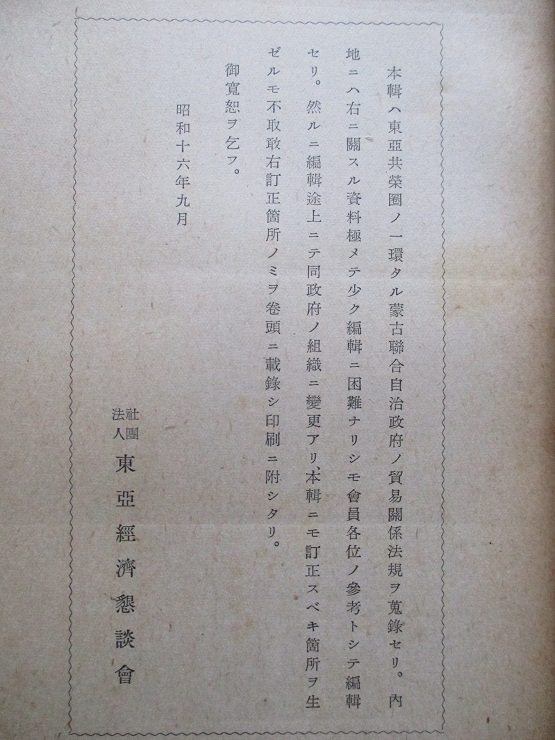 本輯ハ東亞共榮圈ノ一環タル蒙古聯合自治政府ノ貿易關係法規ヲ蒐錄セリ。內
地ニハ右ニ關スル資料極メテ少ク編輯ニ困難ナリシモ會員各位ノ參考トシテ編輯
セリ。然ルニ編輯途上ニテ同政府ノ組織ニ變更アリ、本輯ニモ訂正スベキ箇所ヲ生
ゼルモ不取敢右訂正箇所ノミヲ卷頭ニ載錄シ印刷ニ附シタリ。
御寬恕ヲ乞フ。
昭和十六年九月
社團法人 東亞經濟懇談會